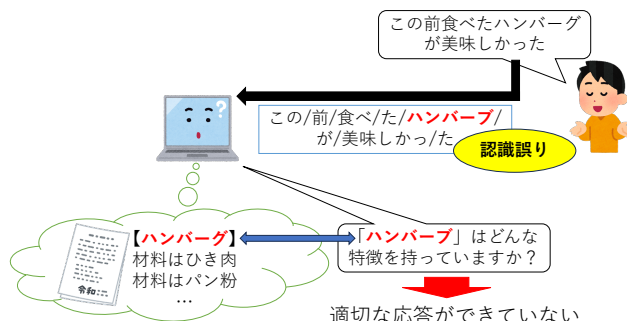 この前食べたハンバーグ
が美味しかった
この/前/食べ/た/ハンバーブ/
が/美味しかっ/た
認識誤り
?
【ハンバーグ】
材料はひき肉
材料はパン粉
…
令和
「ハンバーブ」はどんな
特徴を持っていますか？
適切な応答ができていない